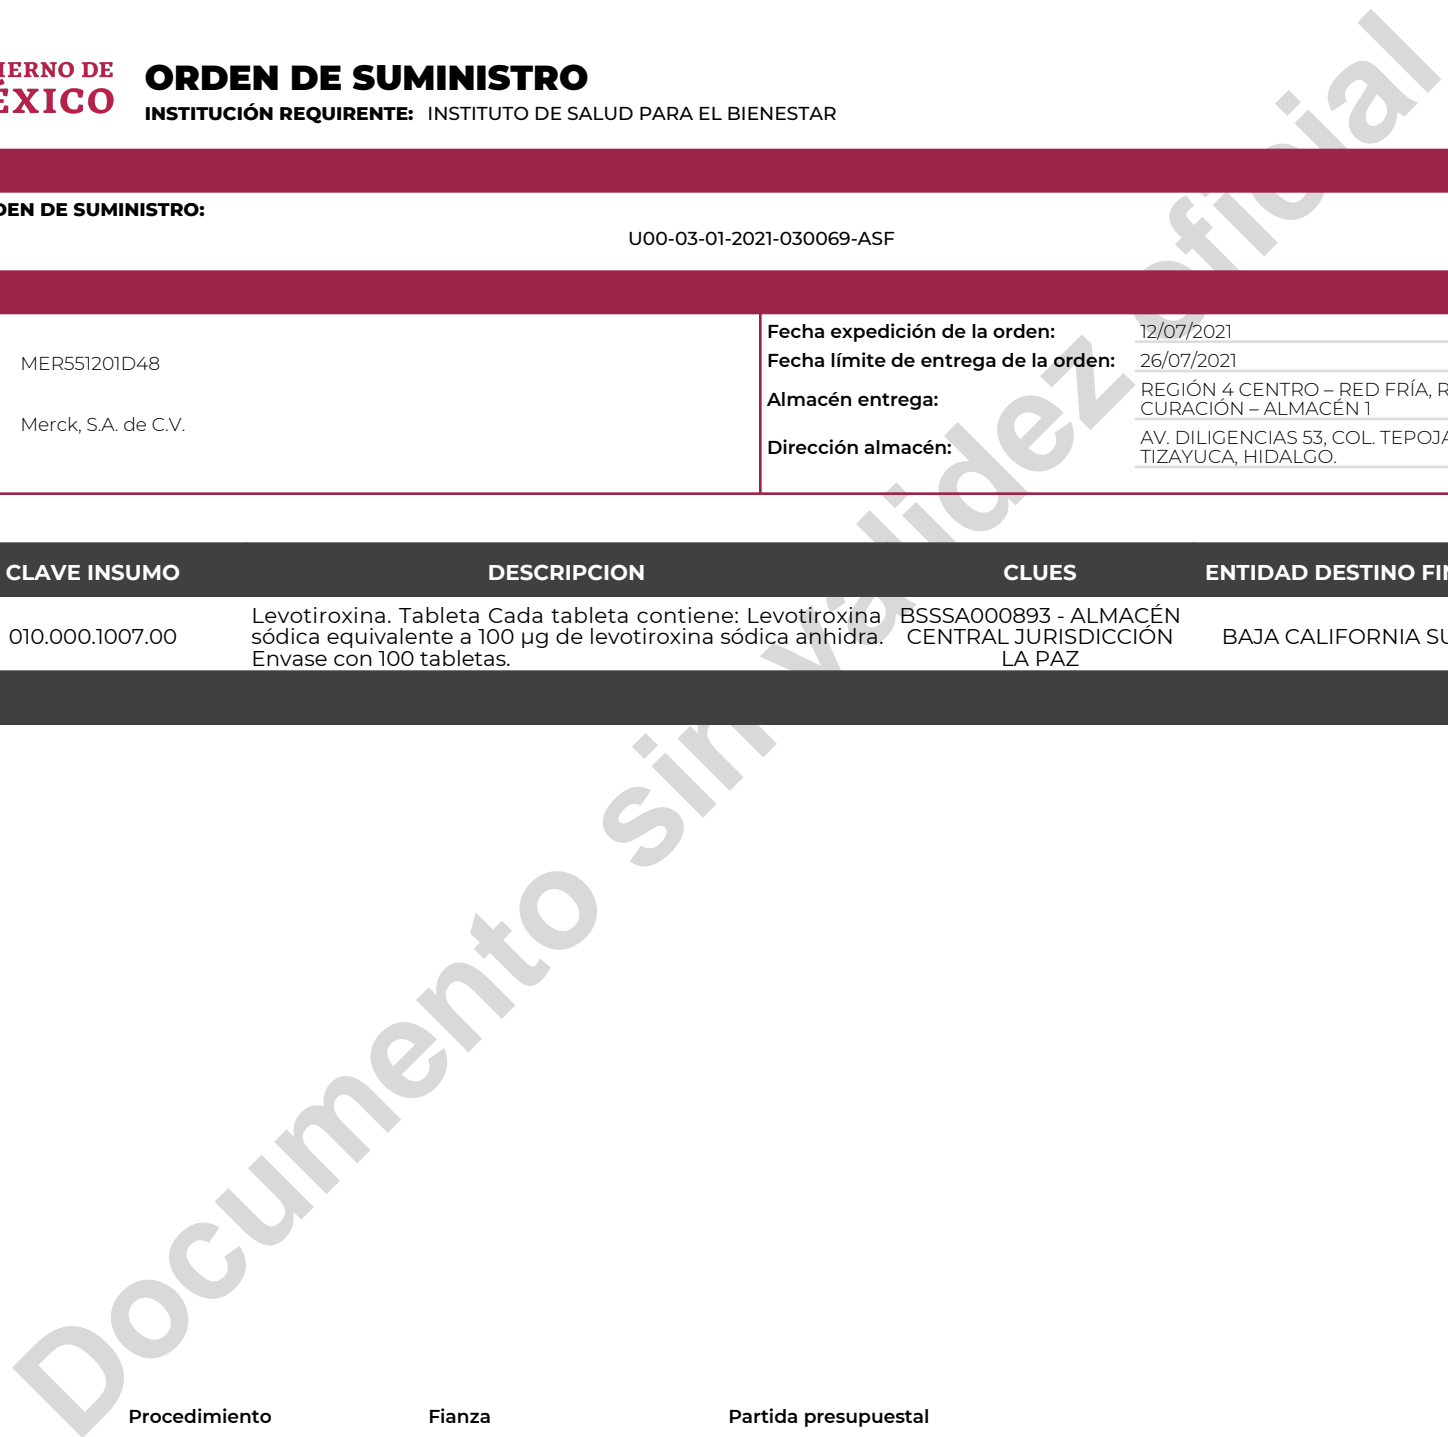 IERNO DE
ÉXICO
ORDEN DE SUMINISTRO
INSTITUCIÓN REQUIRENTE: INSTITUTO DE SALUD PARA EL BIENESTAR
DEN DE SUMINISTRO:
U00-03-01-2021-030069-ASF
MER551201D48
Merck, S.A. de C.V.
Fecha expedición de la orden: 12/07/2021
Fecha límite de entrega de la orden: 26/07/2021
Almacén entrega: REGIÓN 4 CENTRO – RED FRÍA, R
CURACIÓN – ALMACÉN 1
Dirección almacén: AV. DILIGENCIAS 53, COL. TEPOJA
TIZAYUCA, HIDALGO.
CLAVE INSUMO DESCRIPCION CLUES ENTIDAD DESTINO FIN
010.000.1007.00
Levotiroxina. Tableta Cada tableta contiene: Levotiroxina
sódica equivalente a 100 µg de levotiroxina sódica anhidra.
Envase con 100 tabletas.
BSSSA000893 - ALMACÉN
CENTRAL JURISDICCIÓN
LA PAZ
BAJA CALIFORNIA SU
Documento sin validez oficial
Procedimiento Fianza Partida presupuestal